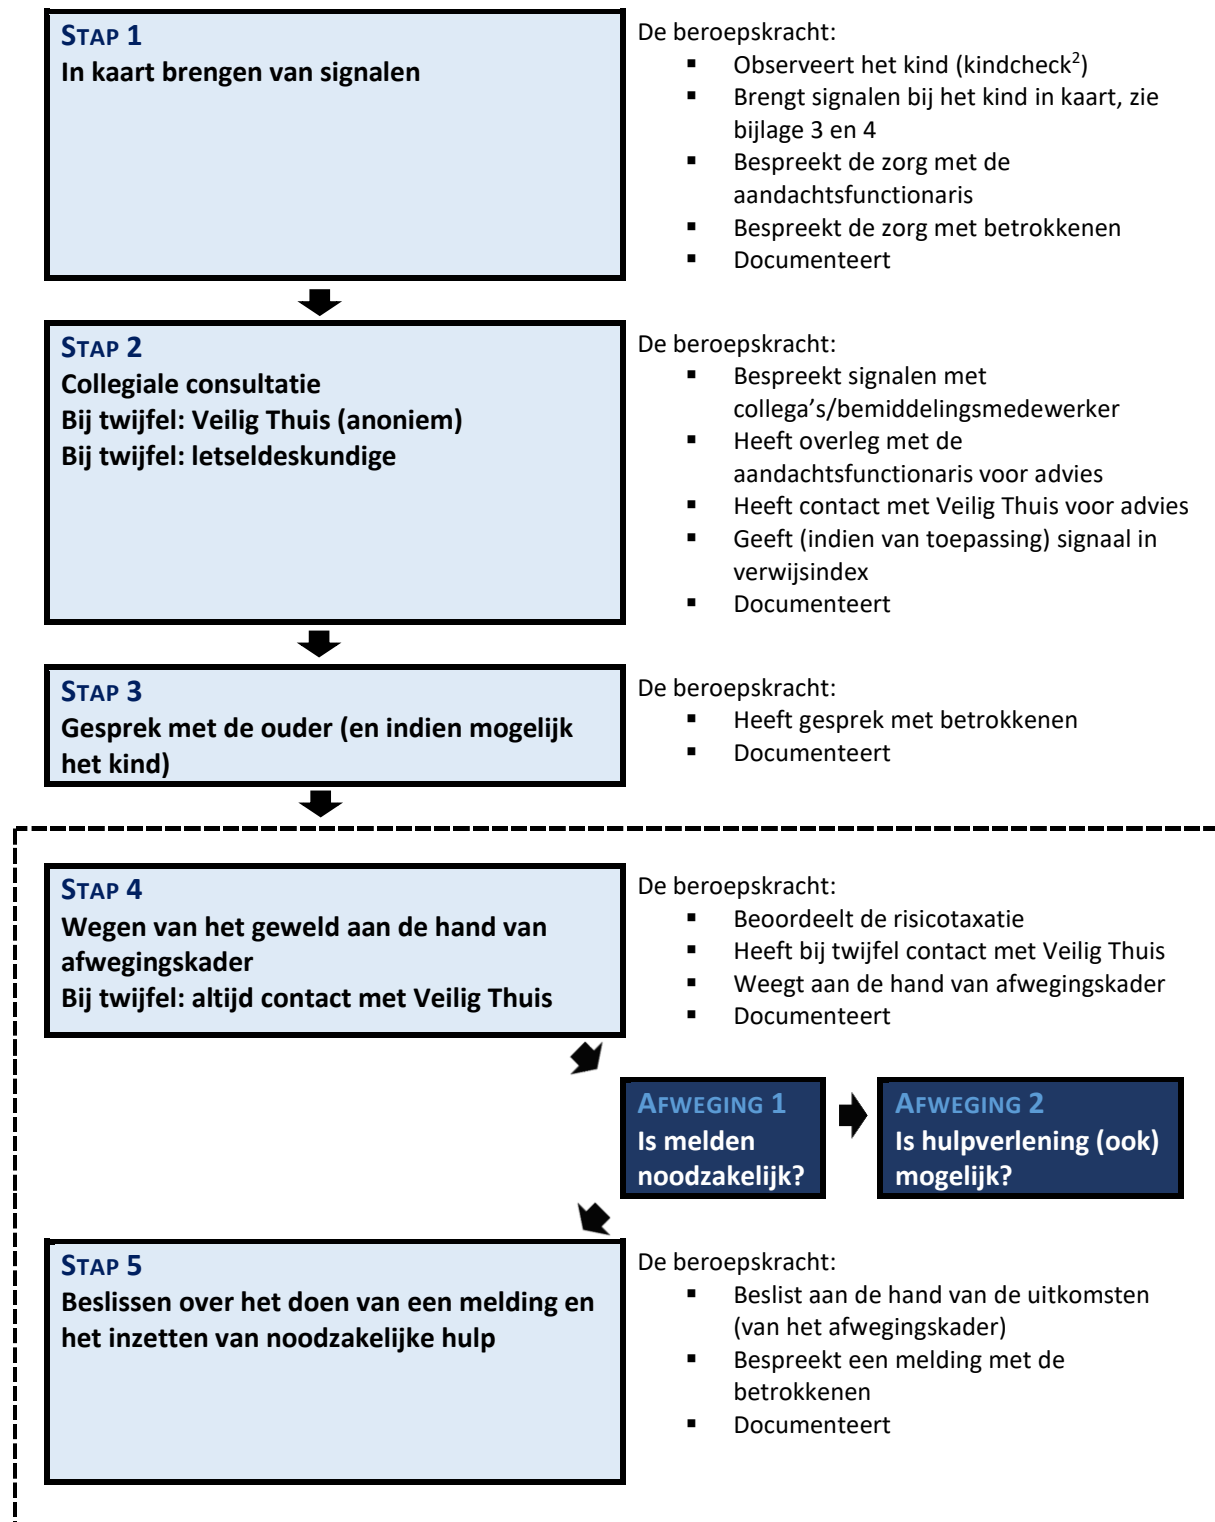 STAP 1
In kaart brengen van signalen
De beroepskracht:
▪ Observeert het kind (kindcheck²)
▪ Brengt signalen bij het kind in kaart, zie
bijlage 3 en 4
▪ Bespreekt de zorg met de
aandachtsfunctionaris
▪ Bespreekt de zorg met betrokkenen
▪ Documenteert
STAP 2
Collegiale consultatie
Bij twijfel: Veilig Thuis (anoniem)
Bij twijfel: letseldeskundige
De beroepskracht:
▪ Bespreekt signalen met
collega’s/bemiddelingsmedewerker
▪ Heeft overleg met de
aandachtsfunctionaris voor advies
▪ Heeft contact met Veilig Thuis voor advies
▪ Geeft (indien van toepassing) signaal in
verwijsindex
▪ Documenteert
STAP 3
Gesprek met de ouder (en indien mogelijk
het kind)
De beroepskracht:
▪ Heeft gesprek met betrokkenen
▪ Documenteert
STAP 4
Wegen van het geweld aan de hand van
afwegingskader
Bij twijfel: altijd contact met Veilig Thuis
De beroepskracht:
▪ Beoordeelt de risicotaxatie
▪ Heeft bij twijfel contact met Veilig Thuis
▪ Weegt aan de hand van afwegingskader
▪ Documenteert
AFWEGING 1
Is melden
noodzakelijk?
AFWEGING 2
Is hulpverlening (ook)
mogelijk?
STAP 5
Beslissen over het doen van een melding en
het inzetten van noodzakelijke hulp
De beroepskracht:
▪ Beslist aan de hand van de uitkomsten
(van het afwegingskader)
▪ Bespreekt een melding met de
betrokkenen
▪ Documenteert